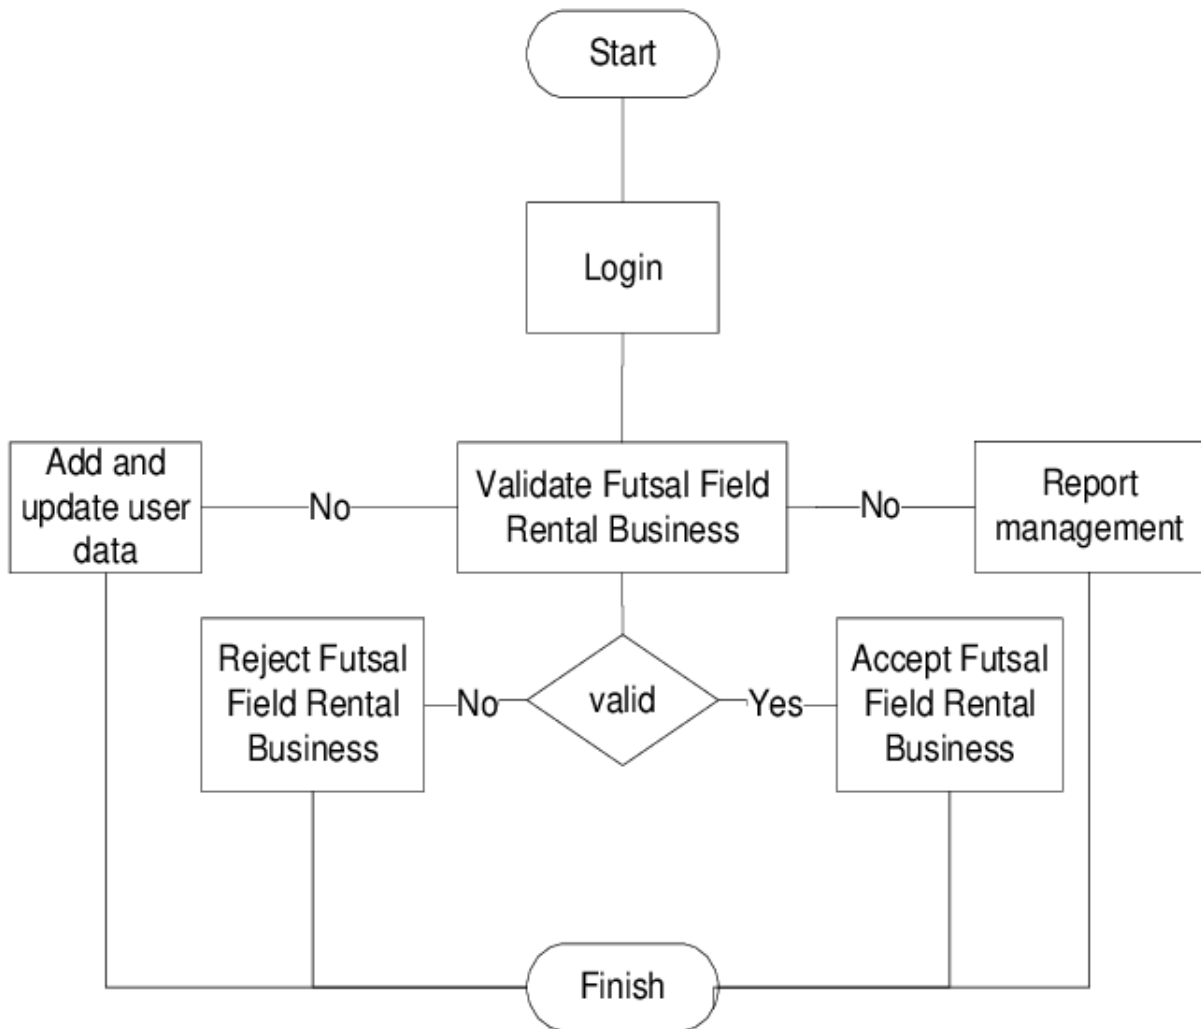 Start
Login
Add and
update user
data
No
Validate Futsal Field
Rental Business
No
Report
management
Reject Futsal
Field Rental
Business
No
valid
Yes
Accept Futsal
Field Rental
Business
Finish